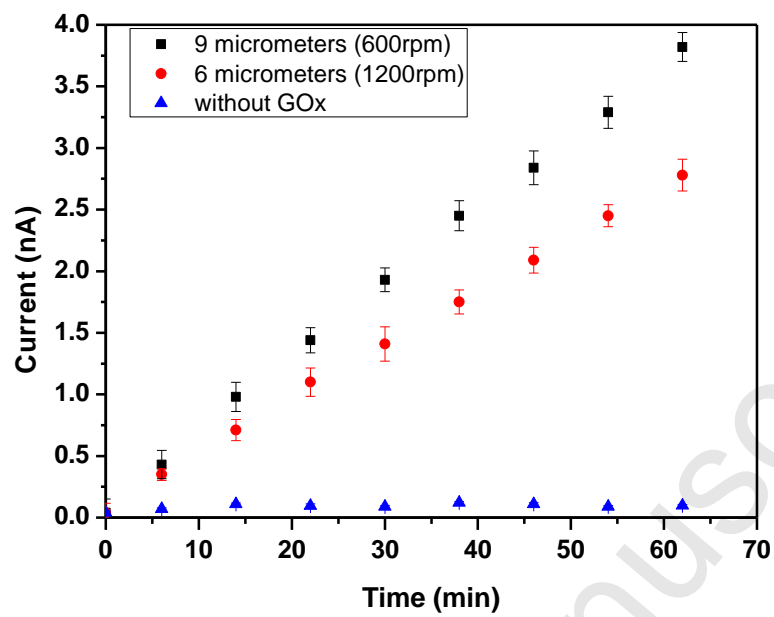 4.0
3.5
3.0
2.5
2.0
1.5
1.0
0.5
0.0
Current (nA)
9 micrometers (600rpm)
6 micrometers (1200rpm)
without GOx
0 10 20 30 40 50 60 70
Time (min)
nusc